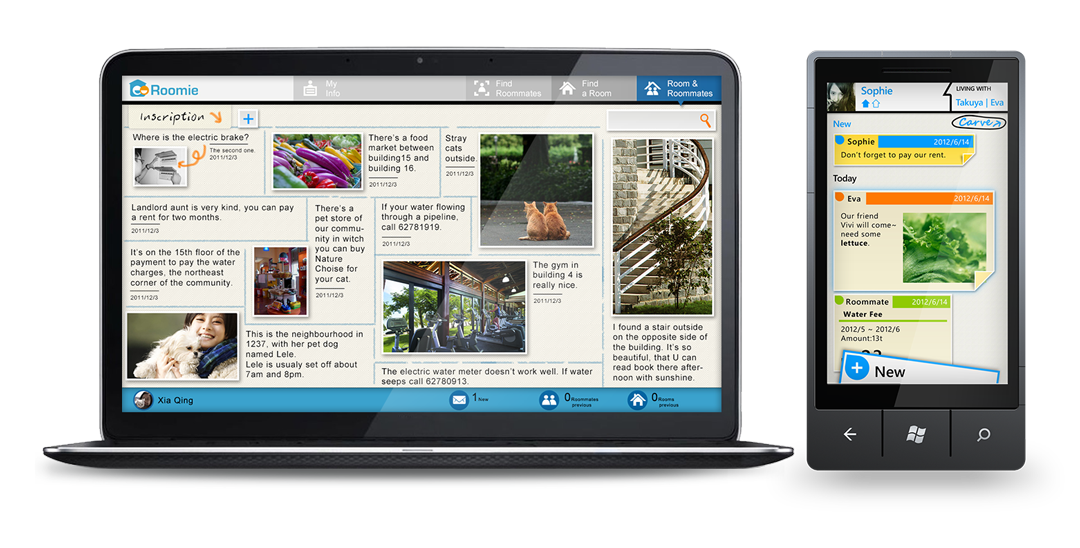 Roomie
My
Info
Find
Roommates
Find
a Room
Room &
Roommates
Inscription
Where is the electric brake?
The second one.
2011/12/3
There's a food
market between
building15 and
building 16.
2011/12/3
Stray
cats
outside.
2011/12/3
Landlord aunt is very kind, you can pay
a rent for two months.
2011/12/3
There's a
pet store of
our commu-
nity in witch
you can buy
Nature
Choise for
your cat.
2011/12/3
If your water flowing
through a pipeline,
call 62781919.
2011/12/3
It's on the 15th floor of the
payment to pay the water
charges, the northeast
corner of the community.
2011/12/3
The gym in
building 4 is
really nice.
2011/12/3
This is the neighbourhood in
1237, with her pet dog
named Lele.
Lele is usualy set off about
7am and 8pm.
I found a stair outside
on the opposite side of
the building. It's so
beautiful, that U can
read book there after-
noon with sunshine.
The electric water meter doesn't work well. If water
seeps call 62780913.
Xia Qing
1 New
0 Roommates
previous
0 Rooms
previous
Sophie
LIVING WITH
Takuya | Eva
New
Carve
Sophie 2012/6/14
Don't forget to pay our rent.
Today
Eva 2012/6/14
Our friend
Vivi will come~
need some
lettuce.
Roommate 2012/6/14
Water Fee
2012/5 ~ 2012/6
Amount:13t
New